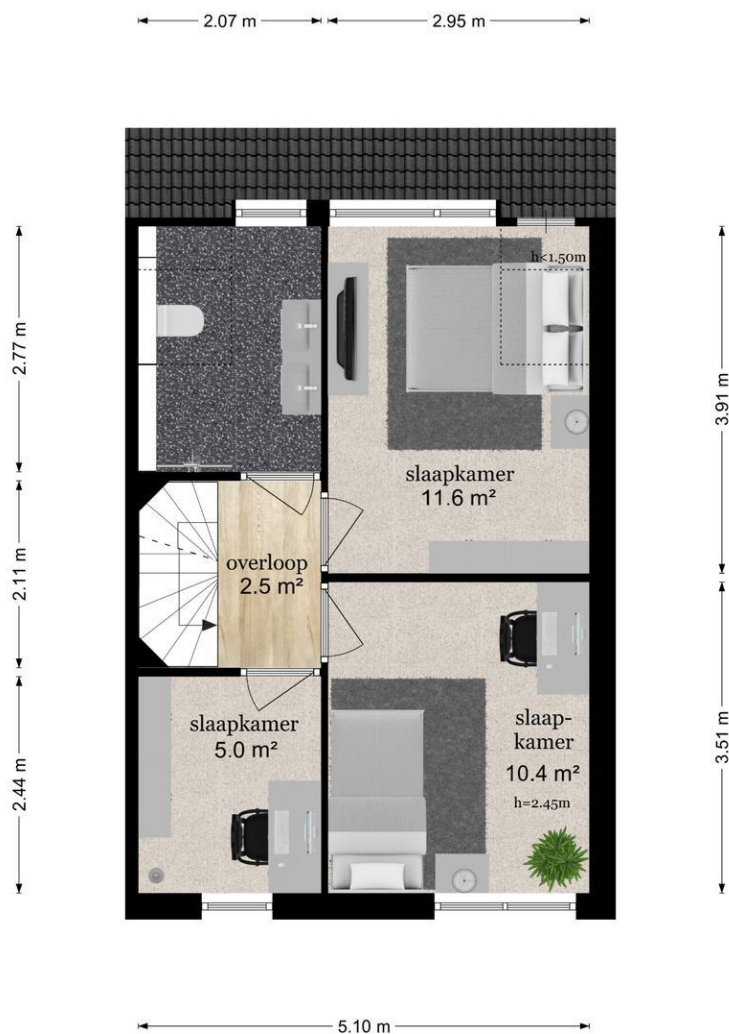 2.07 m
2.95 m
h<1.50m
2.77 m
3.91 m
slaapkamer
11.6 m²
overloop
2.5 m²
2.11 m
slaapkamer
5.0 m²
slaap-
kamer
10.4 m²
h=2.45m
2.44 m
3.51 m
5.10 m